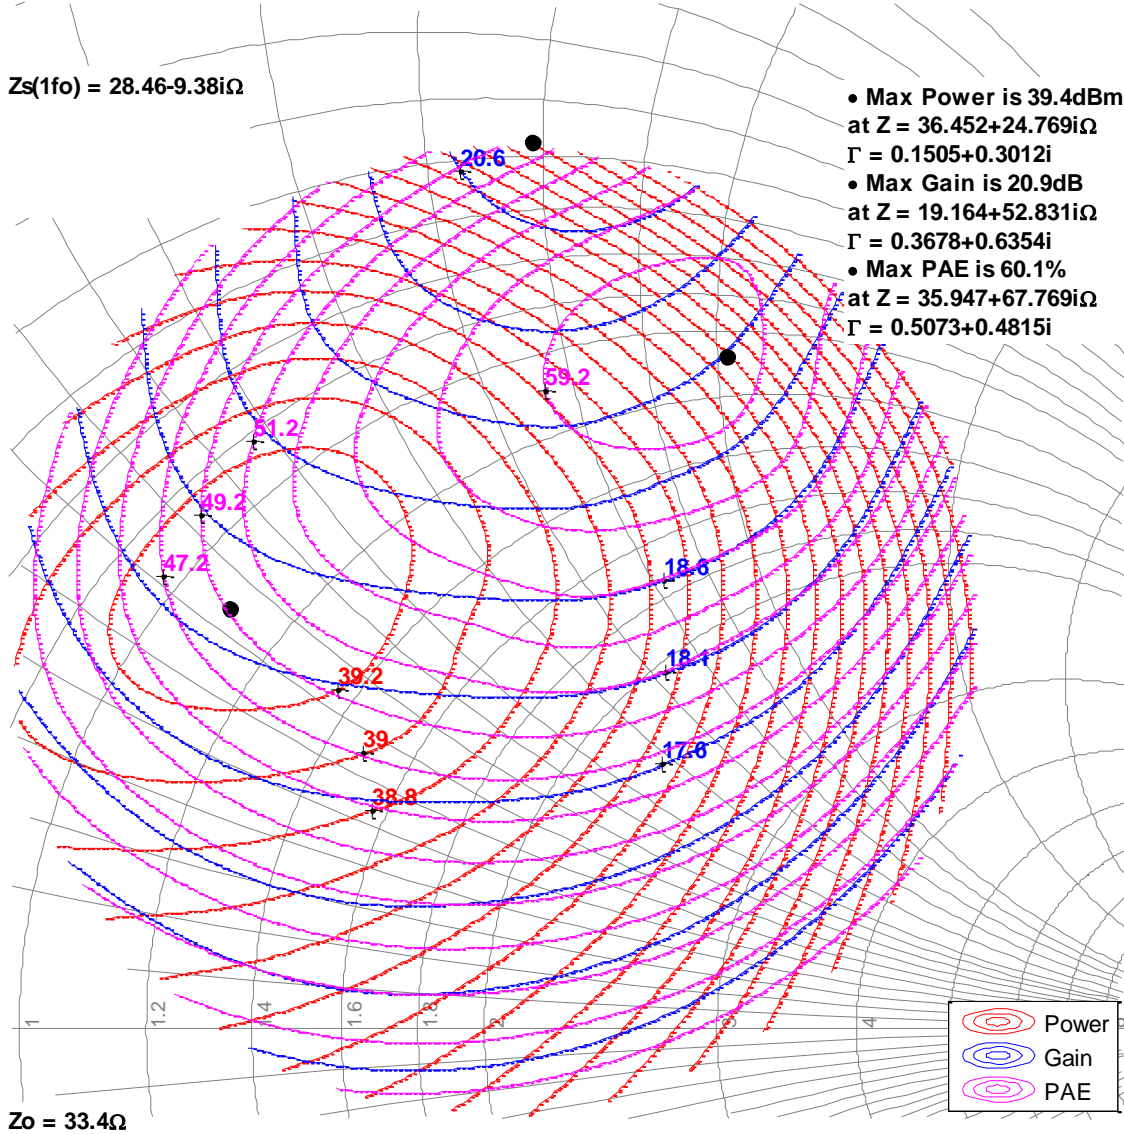 Zs(1fo) = 28.46-9.38iΩ
• Max Power is 39.4dBm
at Z = 36.452+24.769iΩ
Γ = 0.1505+0.3012i
• Max Gain is 20.9dB
at Z = 19.164+52.831iΩ
Γ = 0.3678+0.6354i
• Max PAE is 60.1%
at Z = 35.947+67.769iΩ
Γ = 0.5073+0.4815i
20.6
59.2
51.2
49.2
47.2
18.6
18.1
39.2
39
17.6
38.8
1
1.2
1.4
1.6
1.8
2
3
4
Power
Gain
PAE
Zo = 33.4Ω